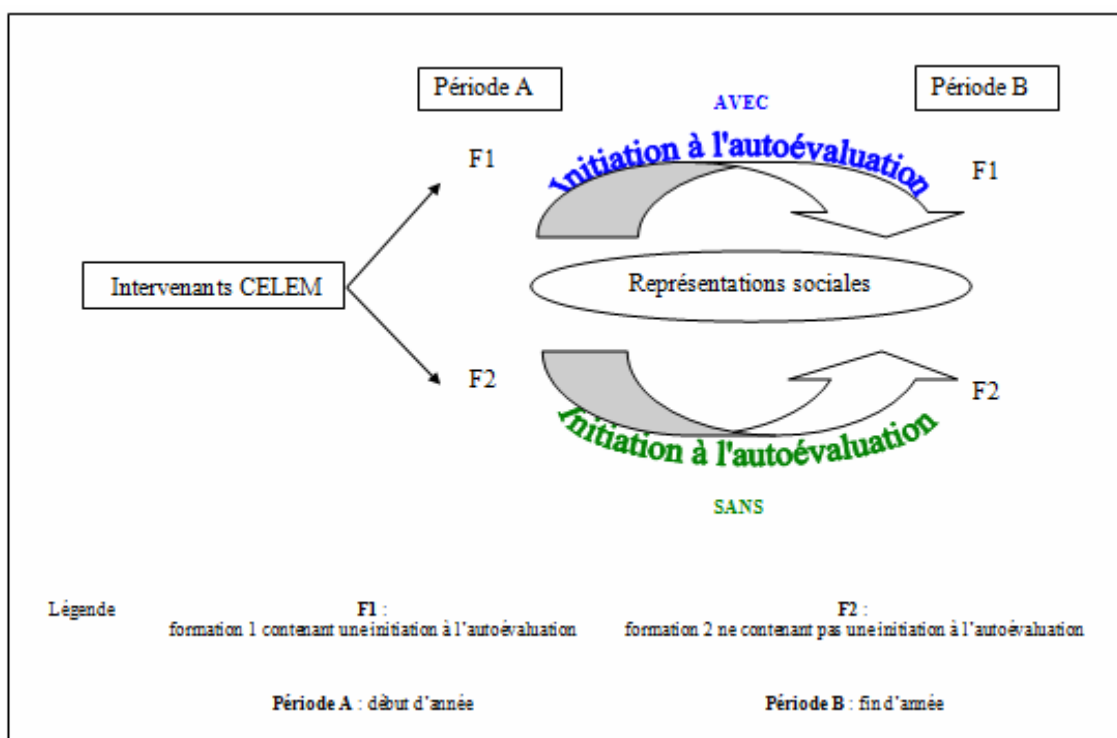 Période A
Période B
AVEC
Initiation à l'autoévaluation
F1
F1
Intervenants CELEM
Représentations sociales
F2
F2
Initiation à l'autoévaluation
SANS
Légende
F1 :
formation 1 contenant une initiation à l'autoévaluation
F2 :
formation 2 ne contenant pas une initiation à l'autoévaluation
Période A : début d'année
Période B : fin d'année